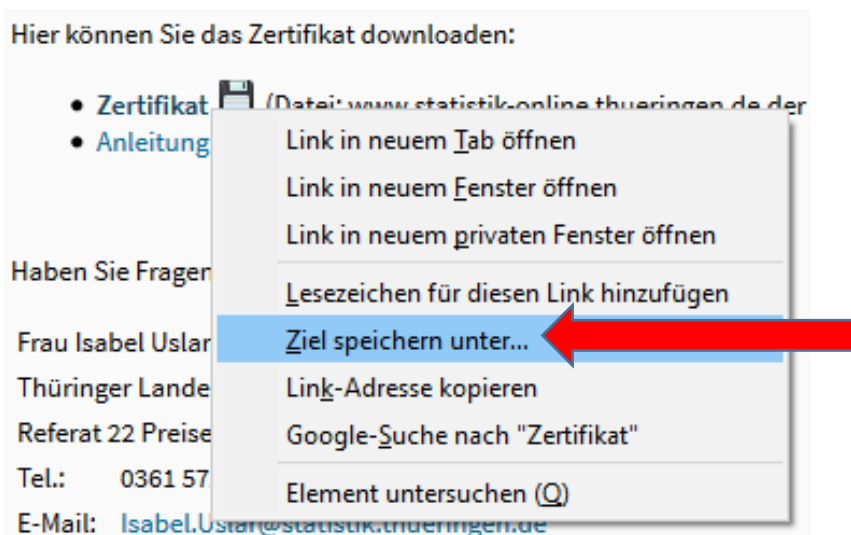 Hier können Sie das Zertifikat downloaden:
• Zertifikat (Datei: www.statistik-online.thueringen.de.der
• Anleitung
Link in neuem Tab öffnen
Link in neuem Fenster öffnen
Link in neuem privaten Fenster öffnen
Lesezeichen für diesen Link hinzufügen
Ziel speichern unter...
Link-Adresse kopieren
Google-Suche nach "Zertifikat"
Element untersuchen (Q)
Haben Sie Fragen
Frau Isabel Uslar
Thüringer Lande
Referat 22 Preise
Tel.: 0361 57
E-Mail: Isabel.Uslar@statistik.thueringen.de